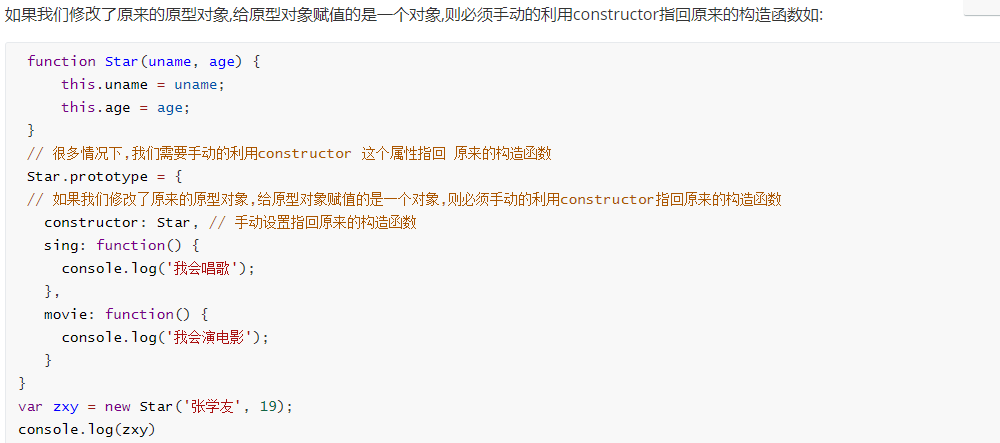 如果我们修改了原来的原型对象,给原型对象赋值的是一个对象,则必须手动的利用constructor指回原来的构造函数如:
function Star(uname, age) {
this.uname = uname;
this.age = age;
}
// 很多情况下,我们需要手动的利用constructor 这个属性指回 原来的构造函数
Star.prototype = {
// 如果我们修改了原来的原型对象,给原型对象赋值的是一个对象,则必须手动的利用constructor指回原来的构造函数
constructor: Star, // 手动设置指回原来的构造函数
sing: function() {
console.log('我会唱歌');
},
movie: function() {
console.log('我会演电影');
}
}
var zxy = new Star('张学友', 19);
console.log(zxy)